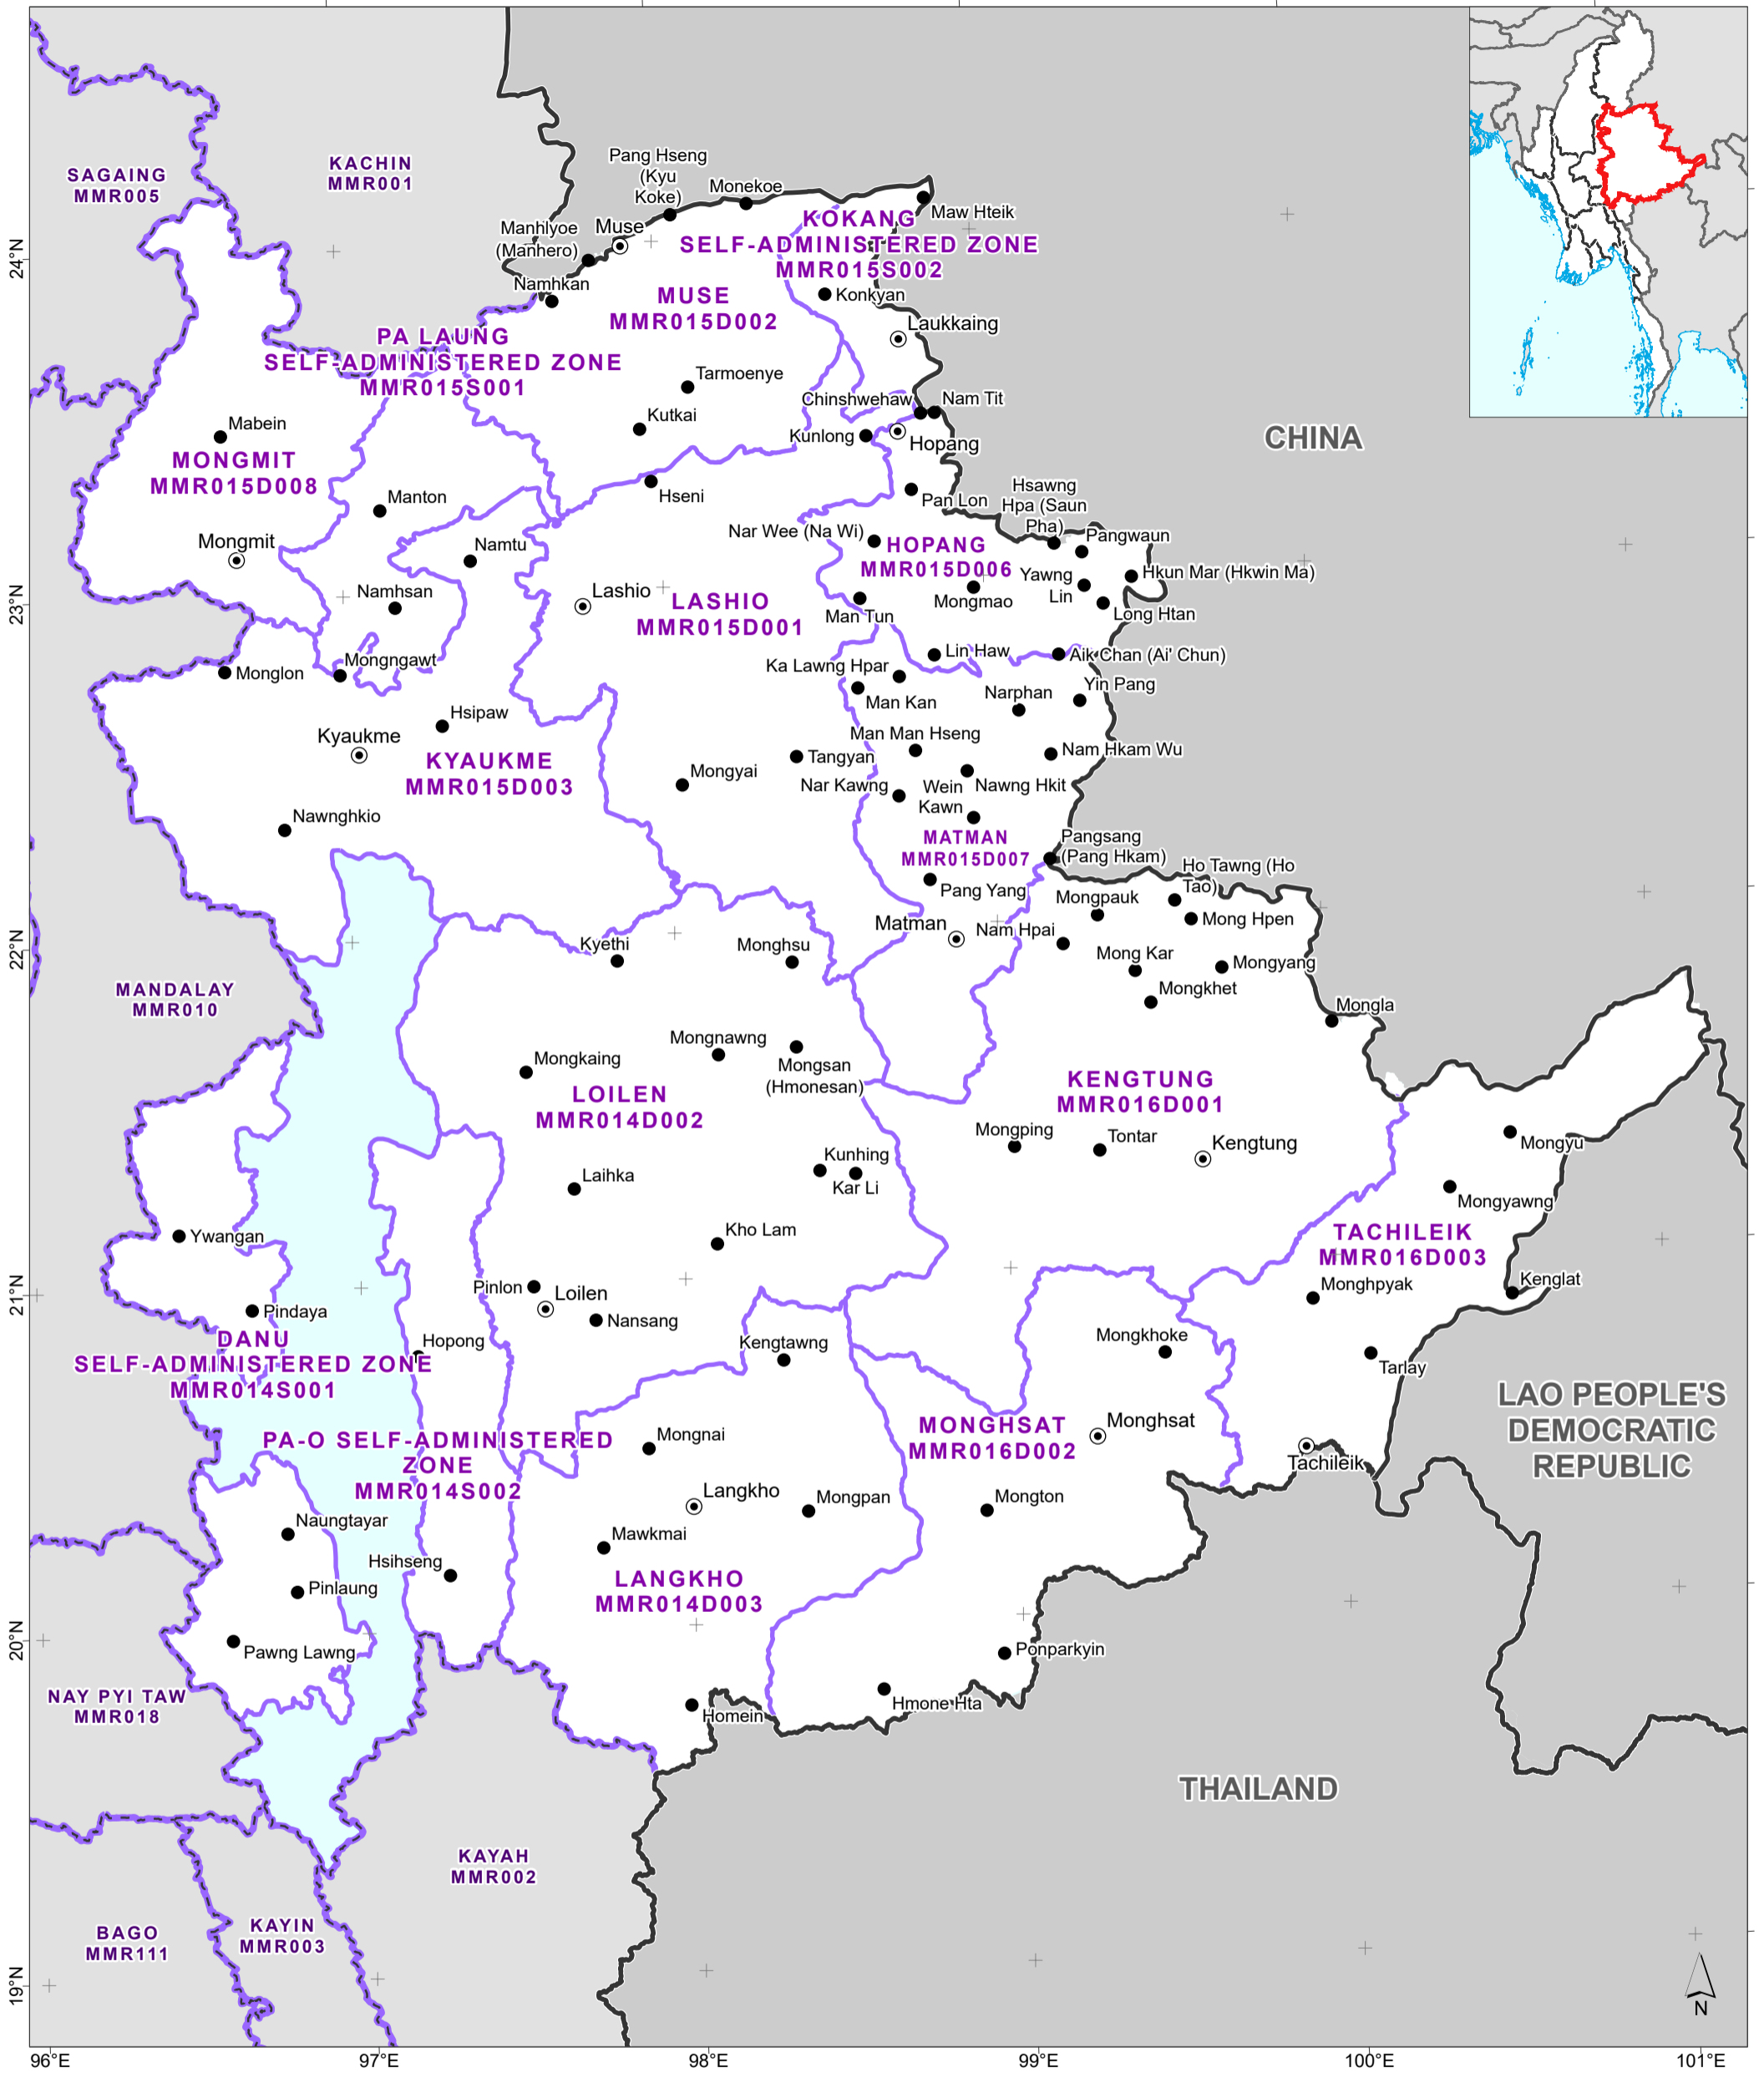 SAGAING
MMR005
KACHIN
MMR001
Pang Hseng
(Kyu
Koke)
Monekoe
Maw Hteik
Manhlyoe
(Manhero)
Muse
Namhkan
KOKANG
SELF-ADMINISTERED ZONE
MMR015S002
MUSE
MMR015D002
Konkyan
Laukkaing
PA LAUNG
SELF-ADMINISTERED ZONE
MMR015S001
Tarmoenye
Kutkai
Chinshwehaw
Nam Tit
Kunlong
Hopang
CHINA
Mabein
MONGMIT
MMR015D008
Manton
Hseni
Pan Lon
Hsawng
Hpa (Saun
Pha)
Pangwaun
Mongmit
Namtu
Nar Wee (Na Wi)
HOPANG
MMR015D006
Hkun Mar (Hkwin Ma)
Yawng
Lin
Namhsan
Lashio
LASHIO
MMR015D001
Mongmao
Man Tun
Long Htan
Monglon
Mongngawt
Lin Haw
Aik Chan (Ai' Chun)
Ka Lawng Hpar
Man Kan
Narphan
Yin Pang
Hsipaw
Kyaukme
KYAUKME
MMR015D003
Man Man Hseng
Nam Hkam Wu
Tangyan
Mongyai
Nar Kawng
Wein
Kawn
Nawng Hkit
Nawnghkio
MATMAN
MMR015D007
Pangsang
(Pang Hkam)
Ho Tawng (Ho
Tao)
Pang Yang
Mongpauk
Mong Hpen
Matman
Nam Hpai
Kyethi
Monghsu
Mong Kar
Mongyang
Mongkhet
MANDALAY
MMR010
Mongla
Mongnawng
Mongsan
(Hmonesan)
Mongkaing
LOILEN
MMR014D002
KENGTUNG
MMR016D001
Mongping
Tontar
Kengtung
Mongyu
Kunhing
Kar Li
Laihka
Mongyawng
Ywangan
Kho Lam
TACHILEIK
MMR016D003
Pinlon
Loilen
Nansang
Monghpyak
Kenglat
Pindaya
DANU
SELF-ADMINISTERED ZONE
MMR014S001
Hopong
Kengtawng
Mongkhoke
Tarlay
LAO PEOPLE'S
DEMOCRATIC
REPUBLIC
PA-O SELF-ADMINISTERED
ZONE
MMR014S002
Mongnai
MONGHSAT
MMR016D002
Monghsat
Tachileik
Langkho
Mongpan
Mongton
Naungtayar
Mawkmai
Hsihseng
Pinlaung
LANGKHO
MMR014D003
Pawng Lawng
Ponparkyin
NAY PYI TAW
MMR018
Homein
Hmone Hta
THAILAND
KAYAH
MMR002
BAGO
MMR111
KAYIN
MMR003
N
24°N
23°N
22°N
21°N
20°N
19°N
96°E
97°E
98°E
99°E
100°E
101°E